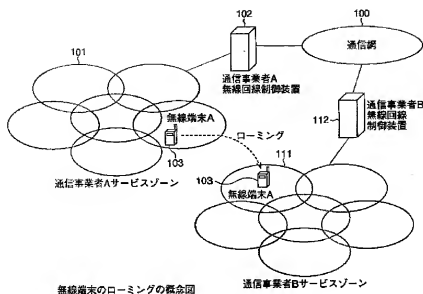 102
100
通信網
101
通信事業者A
無線回線制御装置
無線端末A
通信事業者B
無線回線
制御装置
112
ローミング
103
111
103
無線端末A
通信事業者Aサービスゾーン
無線端末のローミングの概念図
通信事業者Bサービスゾーン